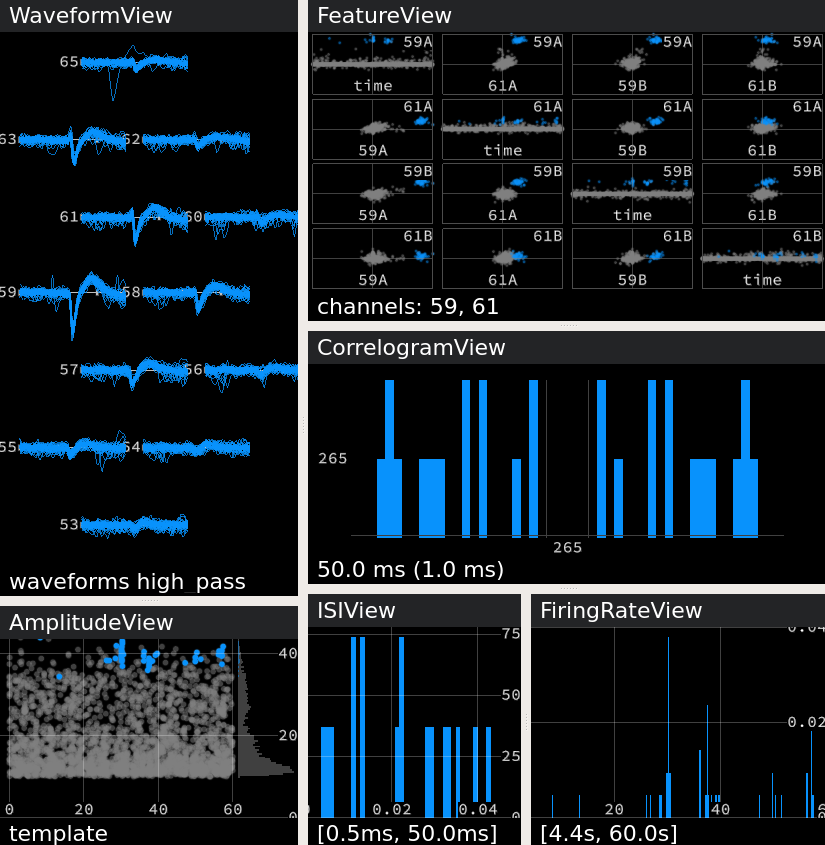 WaveformView
65
63
62
61
60
59
58
57
56
55
54
53
waveforms high_pass
FeatureView
59A 59A 59A 59A
time 61A 59B 61B
61A 61A 61A 61A
59A time 59B 61B
59B 59B 59B 59B
59A 61A time 61B
61B 61B 61B 61B
59A 61A 59B time
channels: 59, 61
CorrelogramView
265
265
50.0 ms (1.0 ms)
AmplitudeView
40
20
0
0 20 40 60
template
ISIView
75
50
25
0
0.02 0.04
[0.5ms, 50.0ms]
FiringRateView
0.04
0.02
20 40
[4.4s, 60.0s]